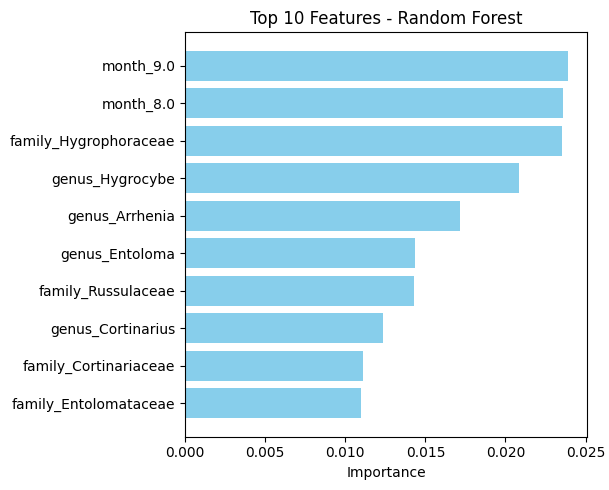 Top 10 Features - Random Forest
month_9.0
month_8.0
family_Hygrophoraceae
genus_Hygrocybe
genus_Arrhenia
genus_Entoloma
family_Russulaceae
genus_Cortinarius
family_Cortinariaceae
family_Entolomataceae
0.000 0.005 0.010 0.015 0.020 0.025
Importance